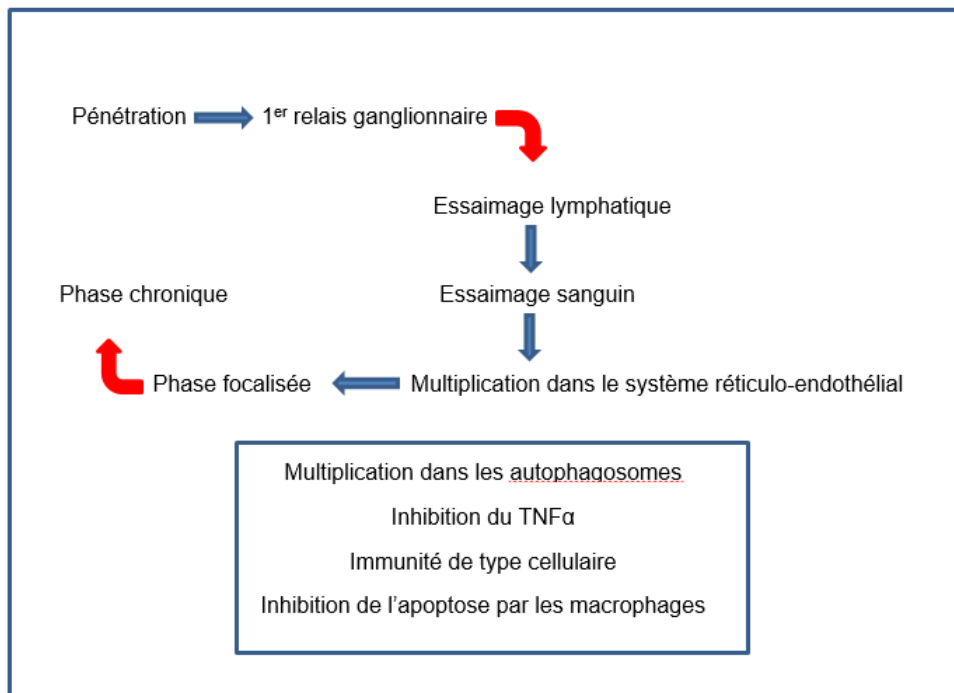 Pénétration 1er relais ganglionnaire
Essaimage lymphatique
Phase chronique Essaimage sanguin
Phase focalisée Multiplication dans le système réticulo-endothélial
Multiplication dans les autophagosomes
Inhibition du TNFα
Immunité de type cellulaire
Inhibition de l’apoptose par les macrophages